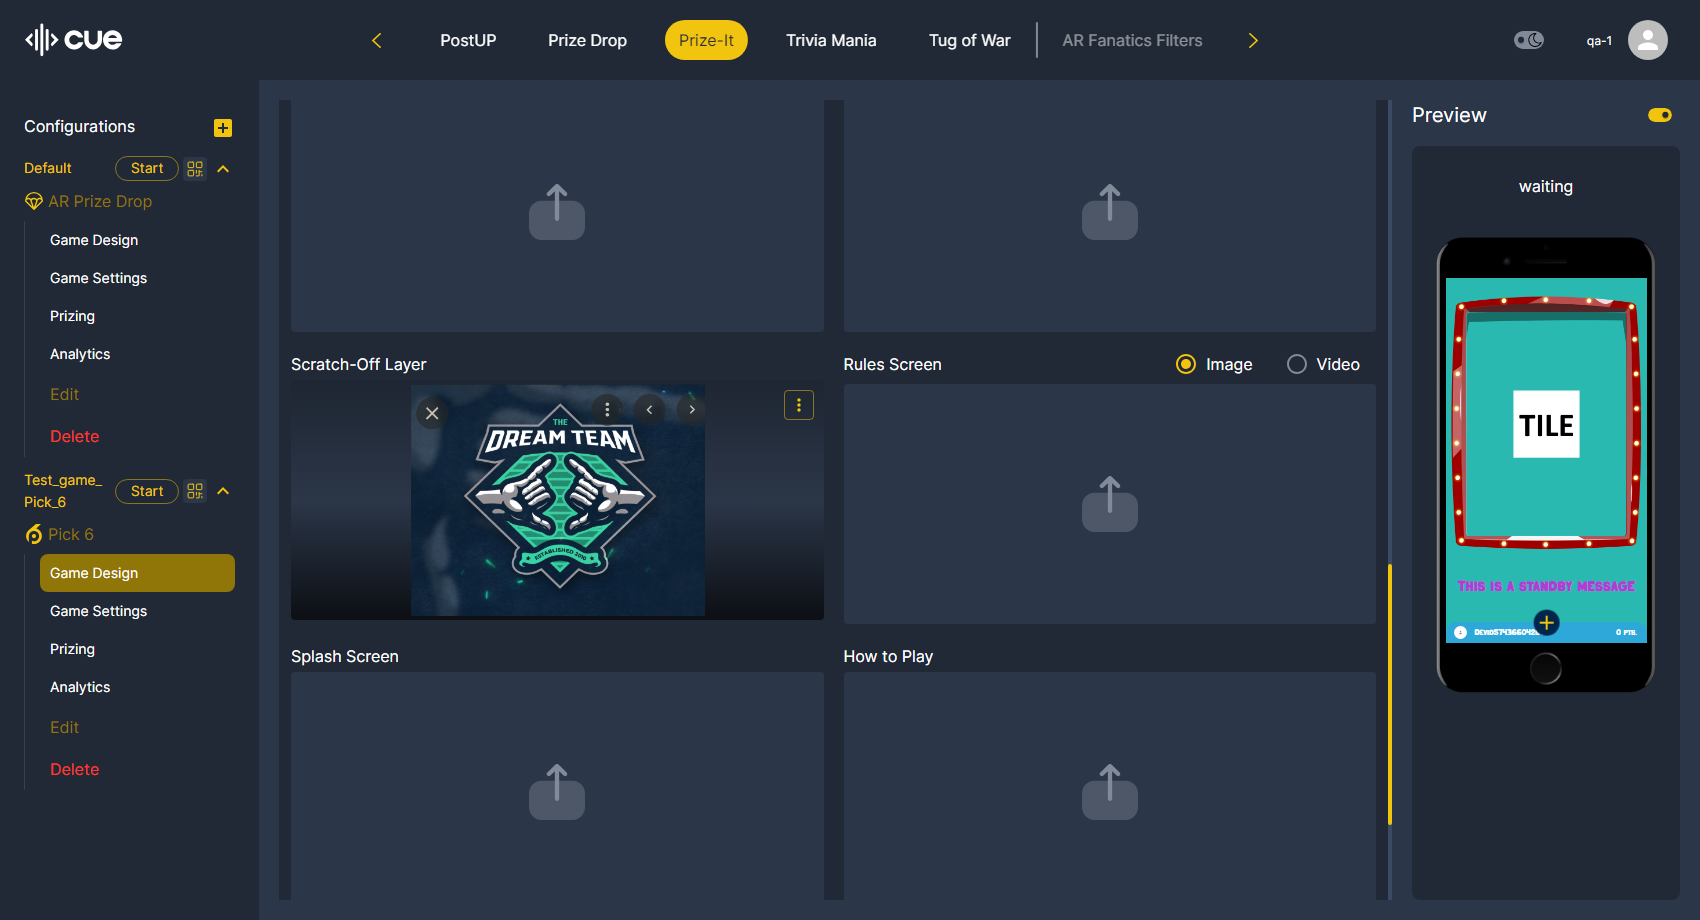 cue
PostUP
Prize Drop
Prize-It
Trivia Mania
Tug of War
AR Fanatics Filters
qa-1
Configurations
Default
Start
AR Prize Drop
Game Design
Game Settings
Prizing
Analytics
Edit
Delete
Test_game_
Pick_6
Start
Pick 6
Game Design
Game Settings
Prizing
Analytics
Edit
Delete
Scratch-Off Layer
THE
DREAM TEAM
ESTABLISHED 2010
Rules Screen
Image
Video
Splash Screen
How to Play
Preview
waiting
TILE
THIS IS A STANDBY MESSAGE
0 PTS.